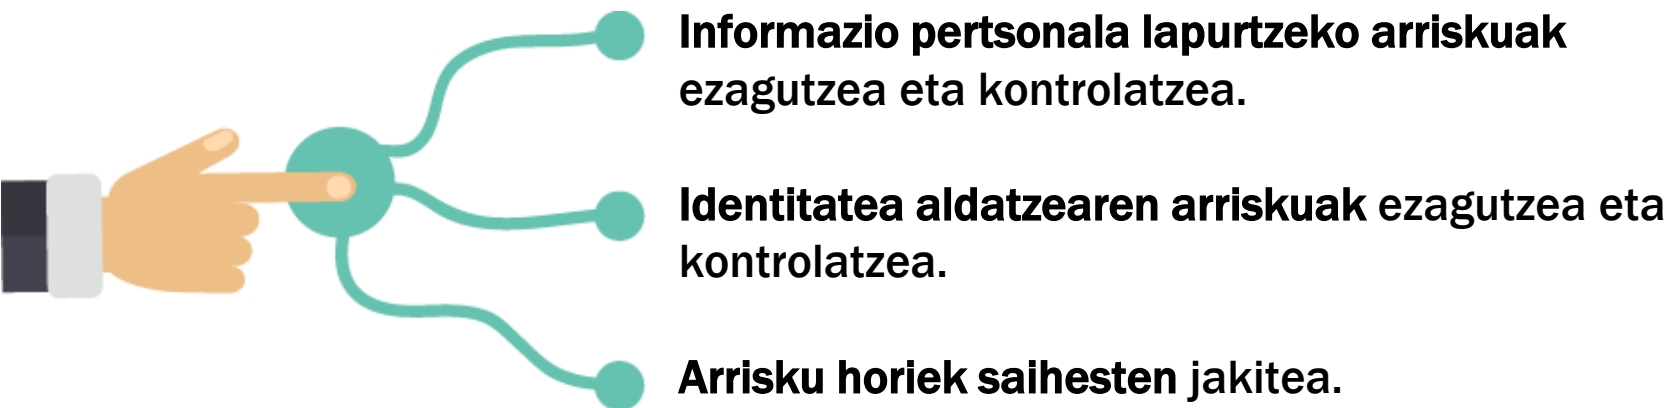 Informazio pertsonala lapurtzeko arriskuak
ezagutzea eta kontrolatzea.
Identitatea aldatzearen arriskuak ezagutzea eta
kontrolatzea.
Arrisku horiek saihesten jakitea.